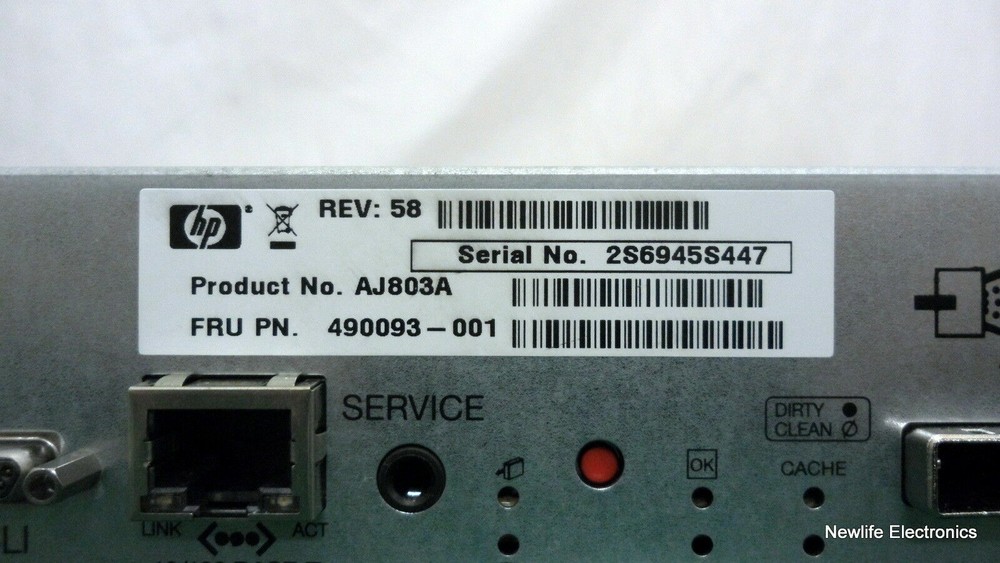 hp
REV: 58
Serial No. 2S6945S447
Product No. AJ803A
FRU PN. 490093-001
SERVICE
DIRTY
CLEAN
OK
CACHE
LINK
ACT
LI
Newlife Electronics